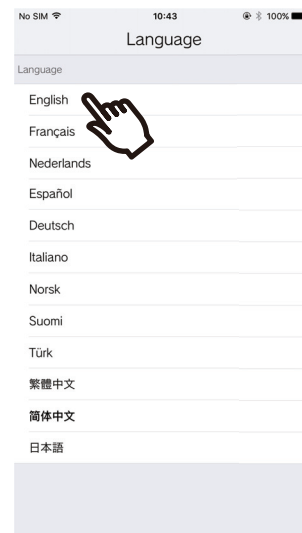 No SIM 10:43 100%
Language
Language
English
Français
Nederlands
Español
Deutsch
Italiano
Norsk
Suomi
Türk
繁體中文
简体中文
日本語